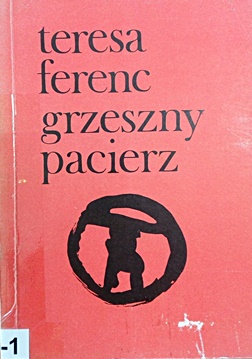 teresa
ferenc
grzeszny
pacierz
-1